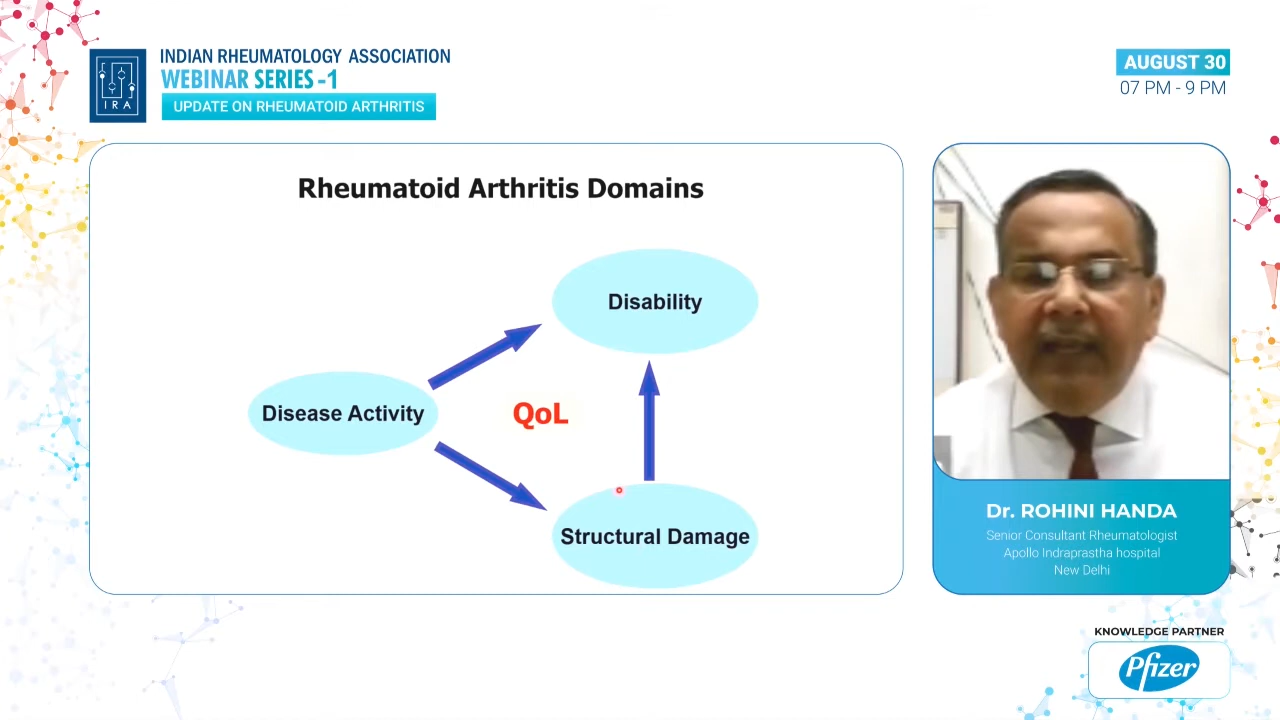 INDIAN RHEUMATOLOGY ASSOCIATION
WEBINAR SERIES -1
UPDATE ON RHEUMATOID ARTHRITIS
IRA
AUGUST 30
07 PM - 9 PM
Rheumatoid Arthritis Domains
Disability
Disease Activity
QoL
Structural Damage
Dr. ROHINI HANDA
Senior Consultant Rheumatologist
Apollo Indraprastha hospital
New Delhi
KNOWLEDGE PARTNER
Pfizer